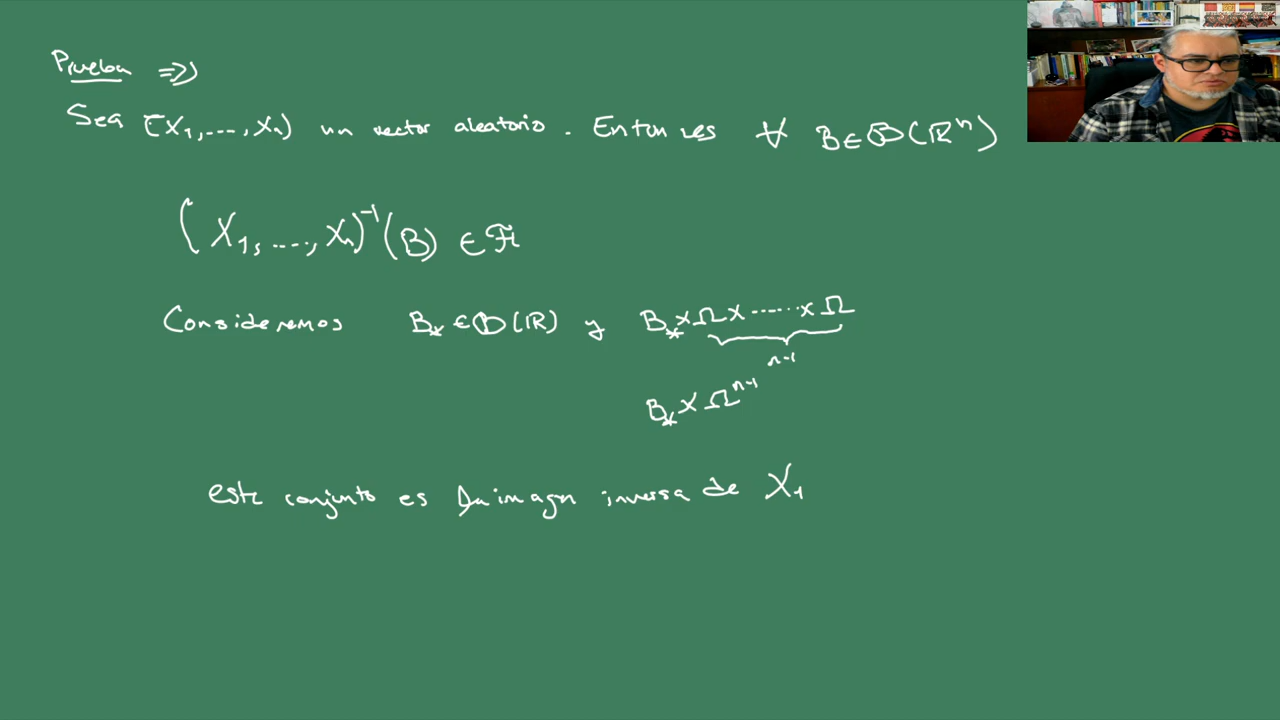 Prueba =>)
Sea (X₁,...,Xₙ) un vector aleatorio. Entonces ∀ B∈𝔹(ℝⁿ)
(X₁,....,Xₙ)⁻¹(B) ∈ ℱ
Consideremos B⁎ ∈ 𝔹(ℝ) y B⁎×Ω×......×Ω
n-1
B⁎×Ωⁿ⁻¹
este conjunto es la imagen inversa de X₁